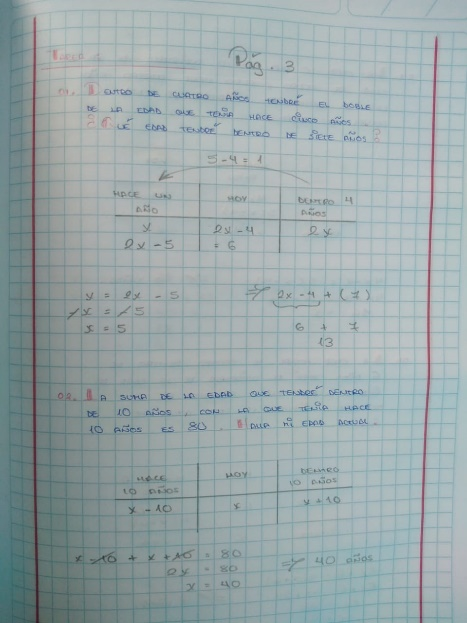 Pág. 3
TAREA 1
01. DENTRO DE CUATRO AÑOS TENDRÉ EL DOBLE
DE LA EDAD QUE TENÍA HACE CINCO AÑOS.
¿QUÉ EDAD TENDRÉ DENTRO DE SIETE AÑOS?
5-4=1
HACE UN AÑO HOY DENTRO 4 AÑOS
x 2x-4 2x
2x-5 = 6
x = 2x - 5 ⇒ 2x-4 + (7)
-x = -5 6 + 7
x = 5 13
02. LA SUMA DE LA EDAD QUE TENDRÉ DENTRO
DE 10 AÑOS, CON LA QUE TENÍA HACE
10 AÑOS ES 80. HALLA MI EDAD ACTUAL.
HACE 10 AÑOS HOY DENTRO 10 AÑOS
x - 10 x x + 10
x - 10 + x + 10 = 80
2x = 80 ⇒ 40 AÑOS
x = 40